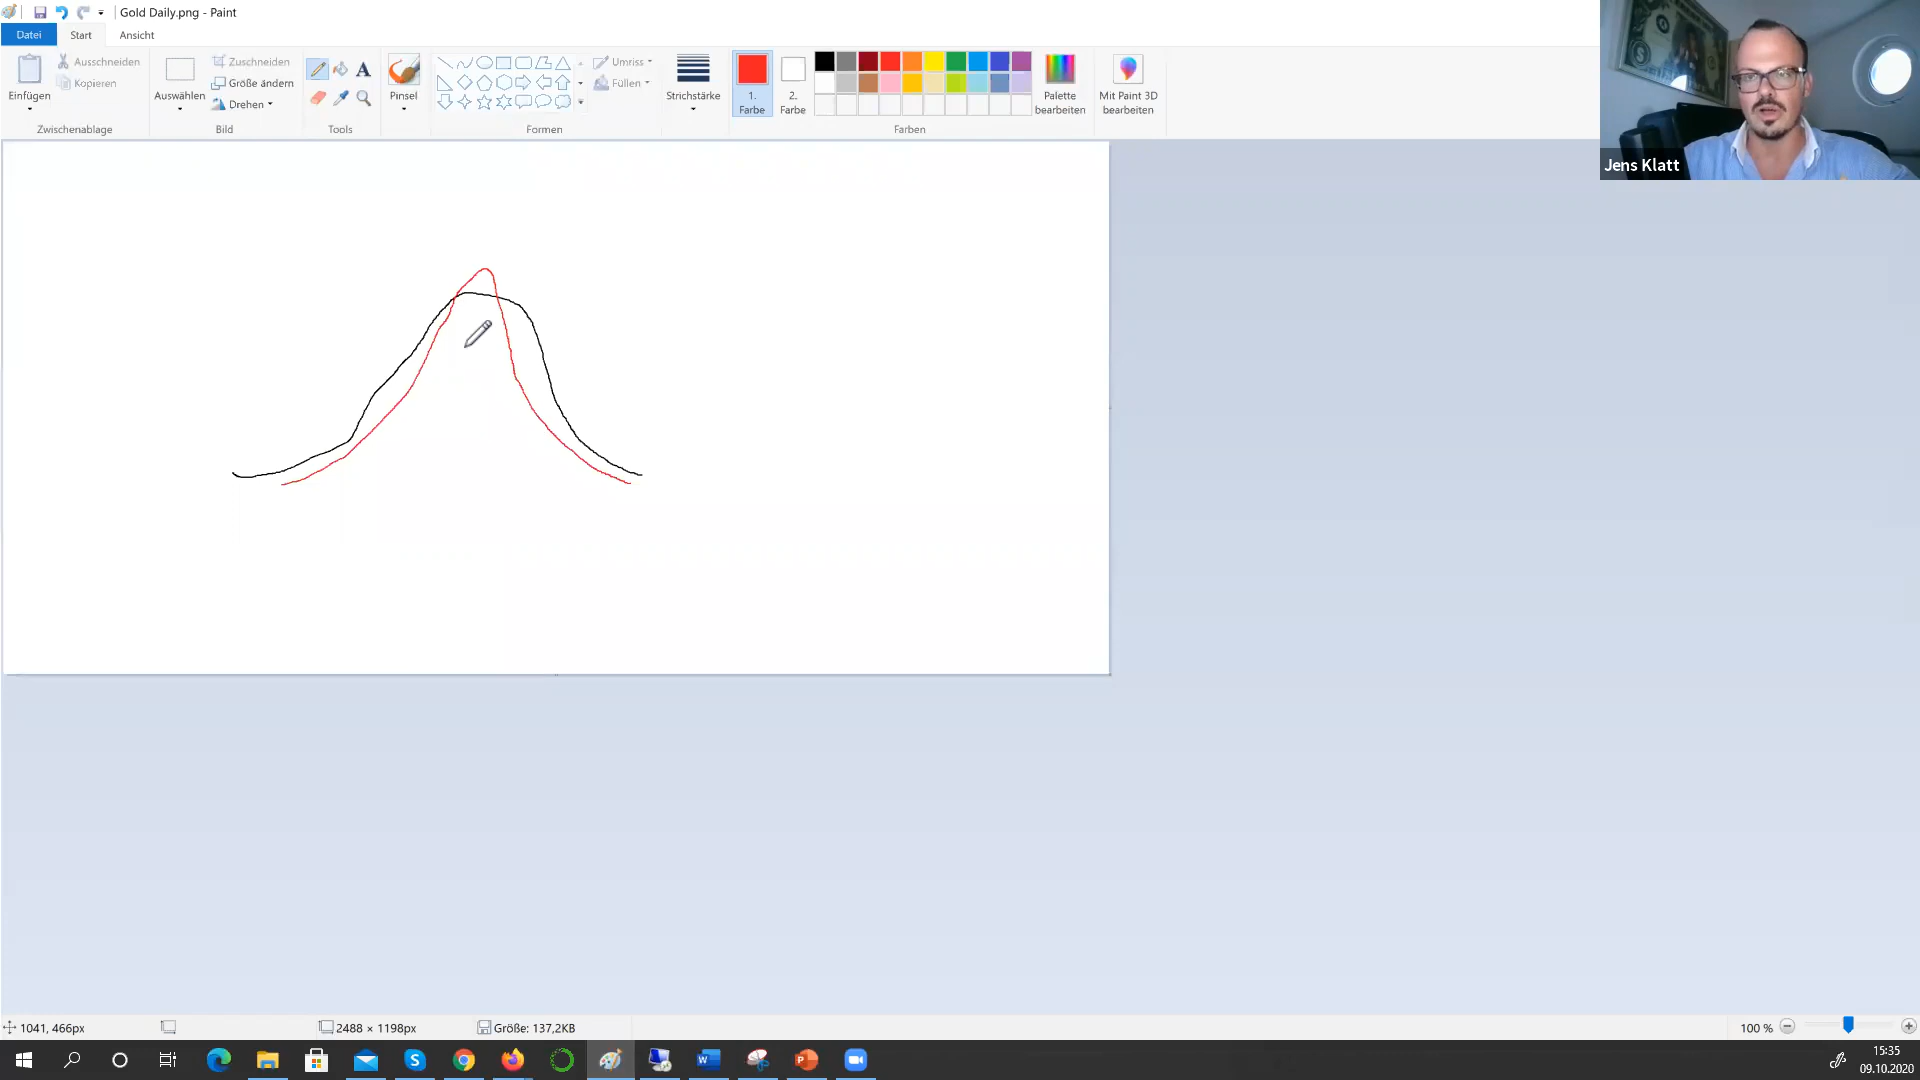 Gold Daily.png - Paint
Datei Start Ansicht
Einfügen
Ausschneiden
Kopieren
Zwischenablage
Auswählen
Zuschneiden
Größe ändern
Drehen
Bild
A
Tools
Pinsel
Umriss
Füllen
Formen
Strichstärke
1.
Farbe
2.
Farbe
Farben
Palette
bearbeiten
Mit Paint 3D
bearbeiten
Jens Klatt
1041, 466px
2488 × 1198px
Größe: 137,2KB
100 %
15:35
09.10.2020